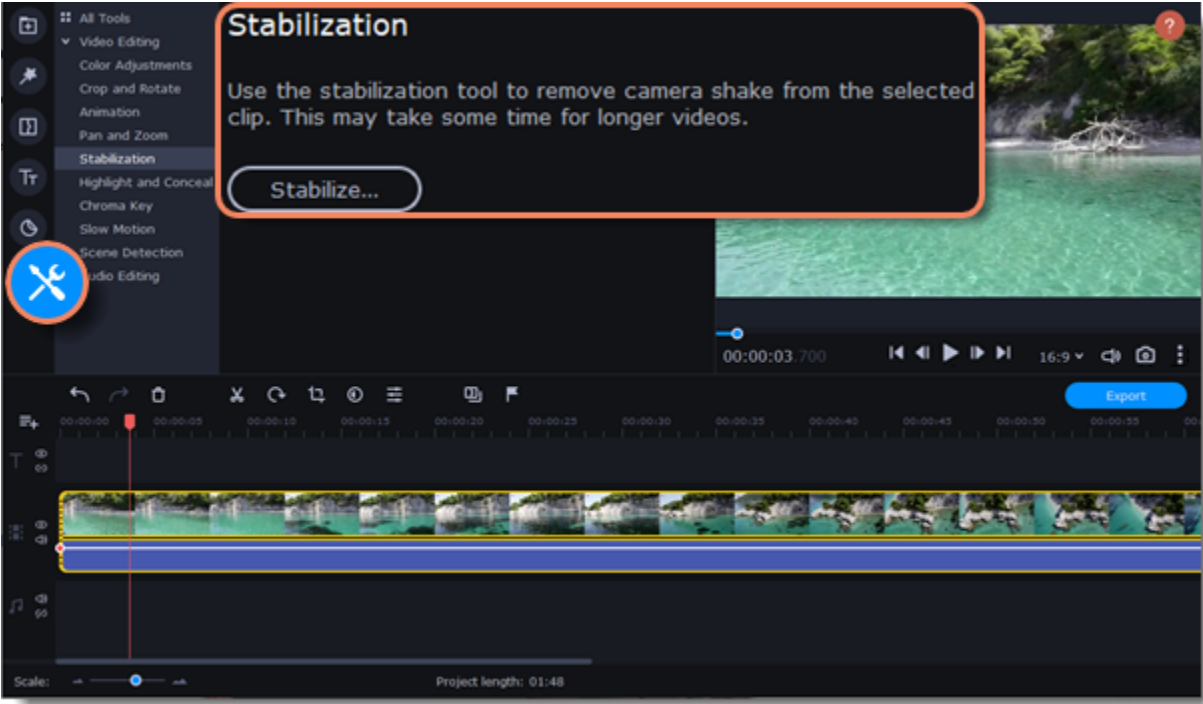 All Tools
Video Editing
Color Adjustments
Crop and Rotate
Animation
Pan and Zoom
Stabilization
Highlight and Conceal
Chroma Key
Slow Motion
Scene Detection
udio Editing
Stabilization
Use the stabilization tool to remove camera shake from the selected
clip. This may take some time for longer videos.
Stabilize...
?
Tт
00:00:03.700
16:9
Export
00:00:00 00:00:05 00:00:10 00:00:15 00:00:20 00:00:25 00:00:30 00:00:35 00:00:40 00:00:45 00:00:50 00:00:55 00:
T
Scale:
Project length: 01:48